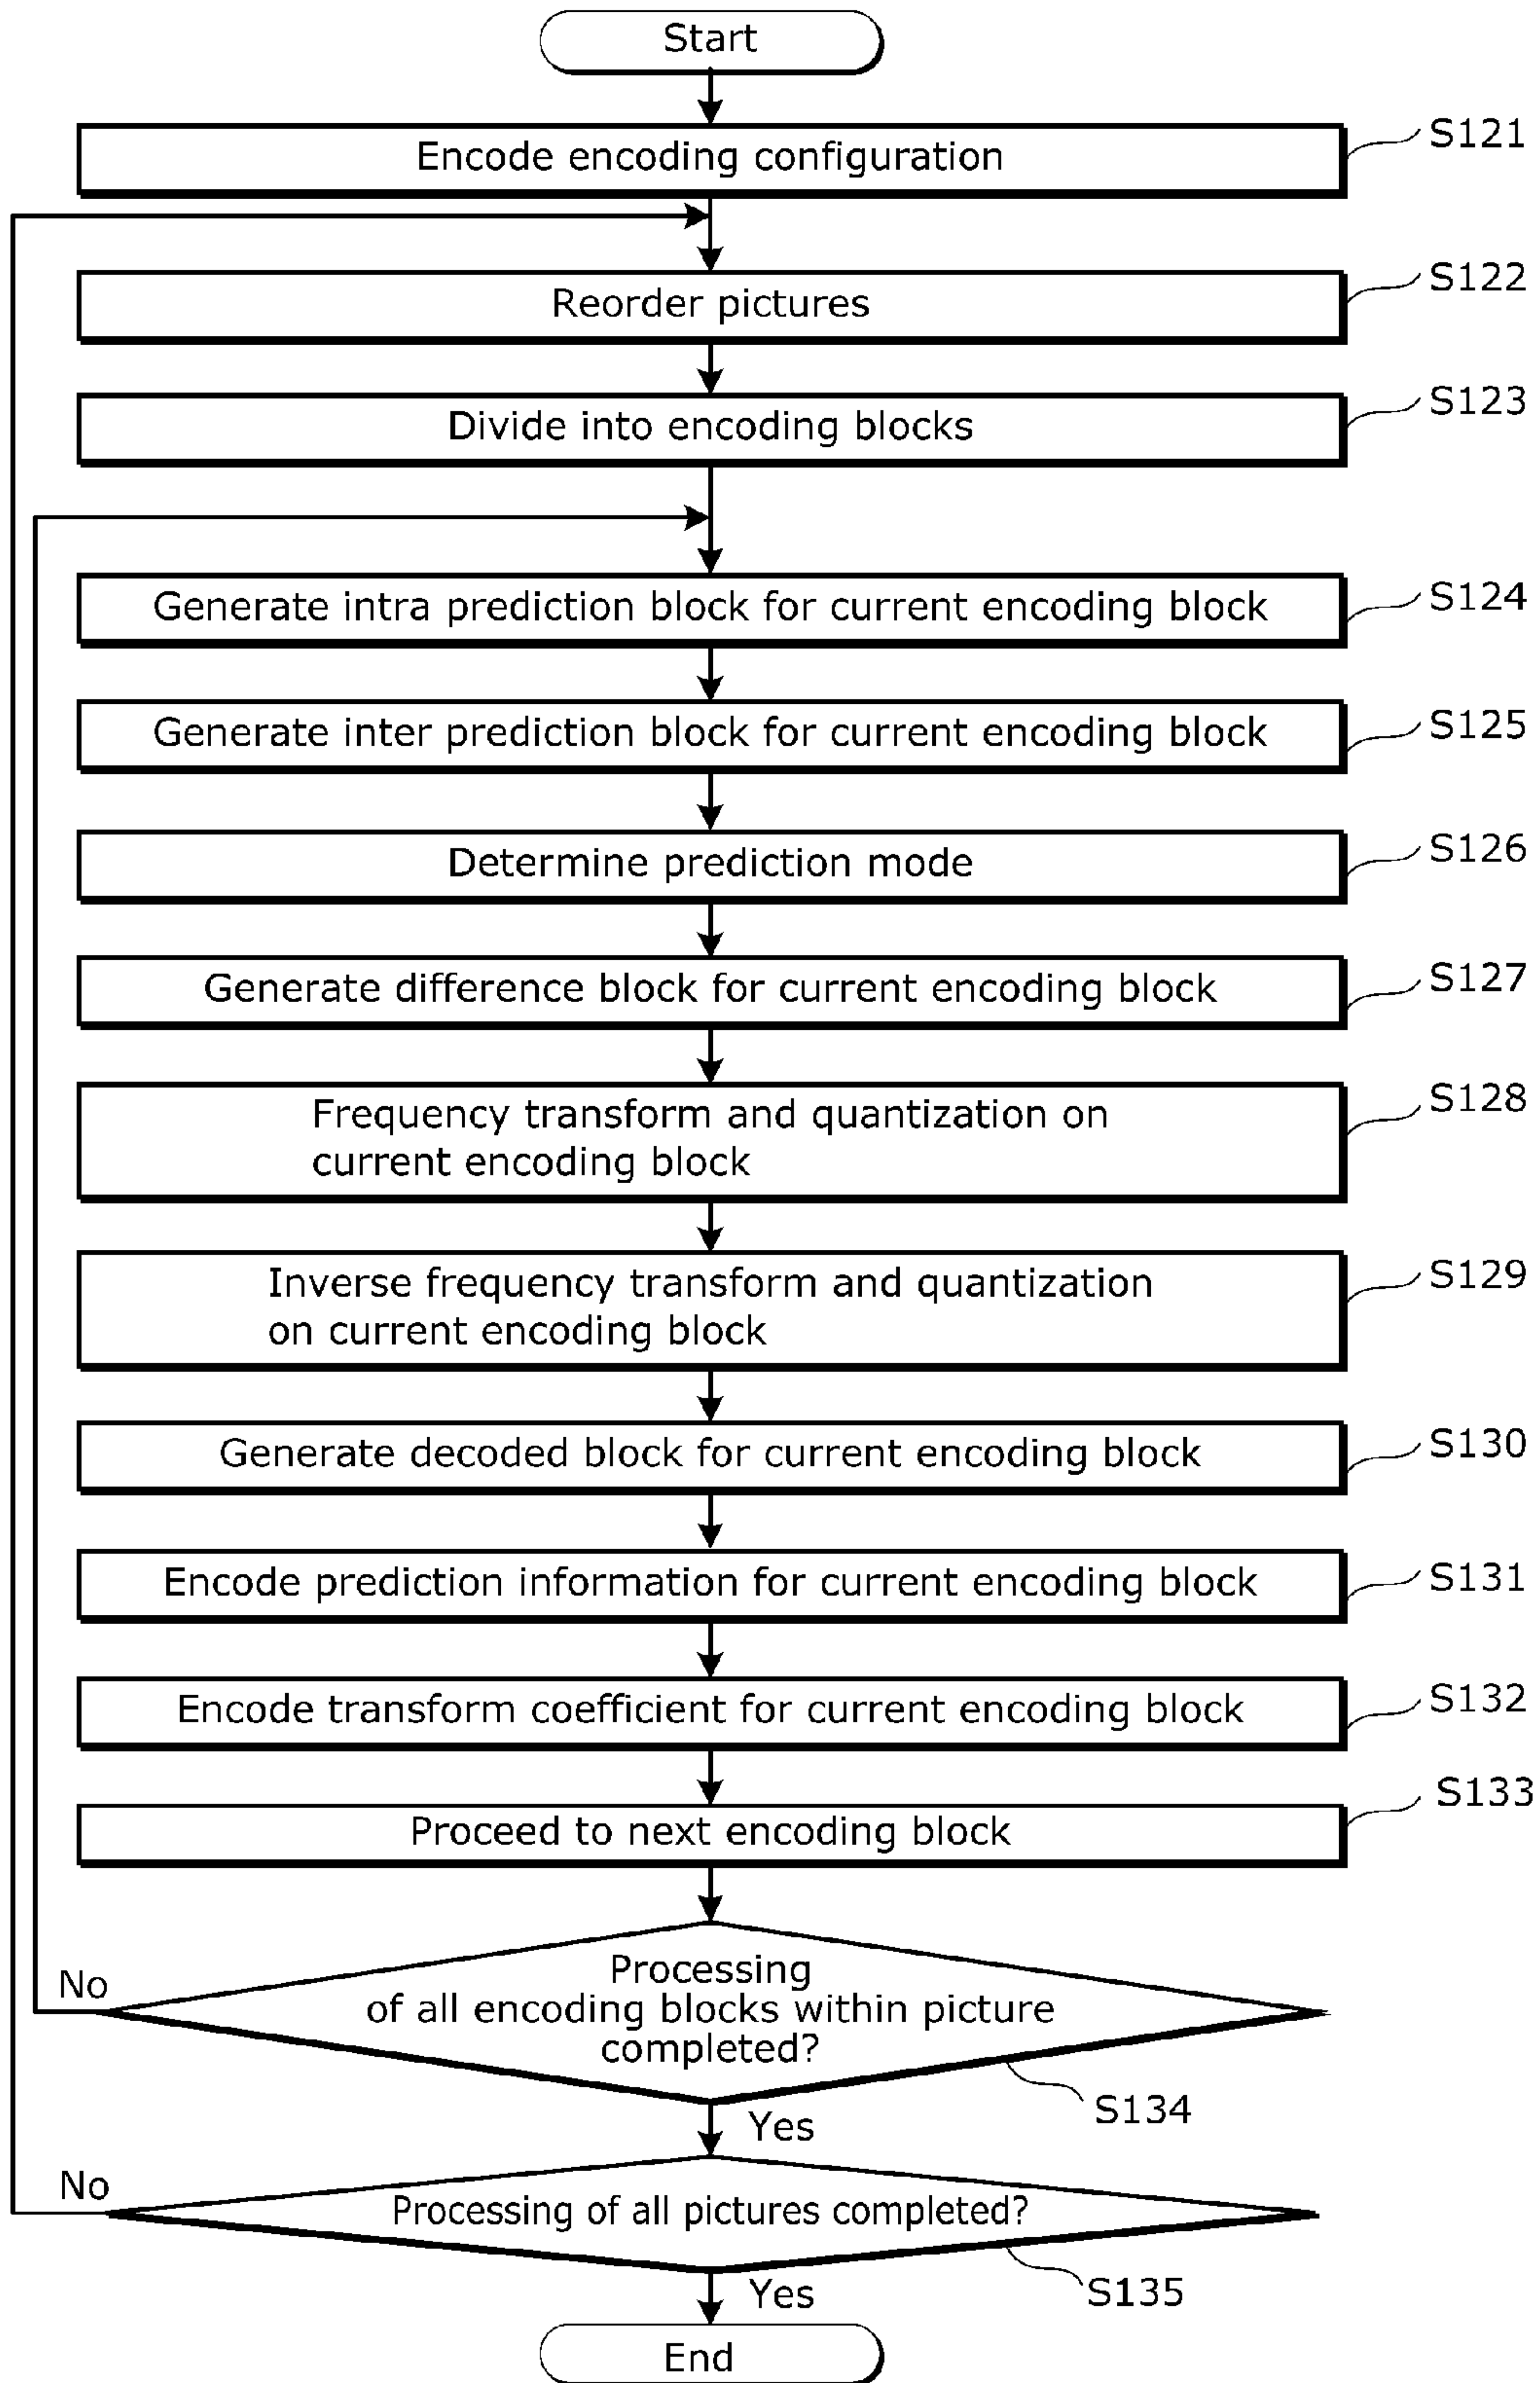 Start
Encode encoding configuration
S121
Reorder pictures
S122
Divide into encoding blocks
S123
Generate intra prediction block for current encoding block
S124
Generate inter prediction block for current encoding block
S125
Determine prediction mode
S126
Generate difference block for current encoding block
S127
Frequency transform and quantization on
current encoding block
S128
Inverse frequency transform and quantization
on current encoding block
S129
Generate decoded block for current encoding block
S130
Encode prediction information for current encoding block
S131
Encode transform coefficient for current encoding block
S132
Proceed to next encoding block
S133
No
Processing
of all encoding blocks within picture
completed?
S134
Yes
No
Processing of all pictures completed?
S135
Yes
End